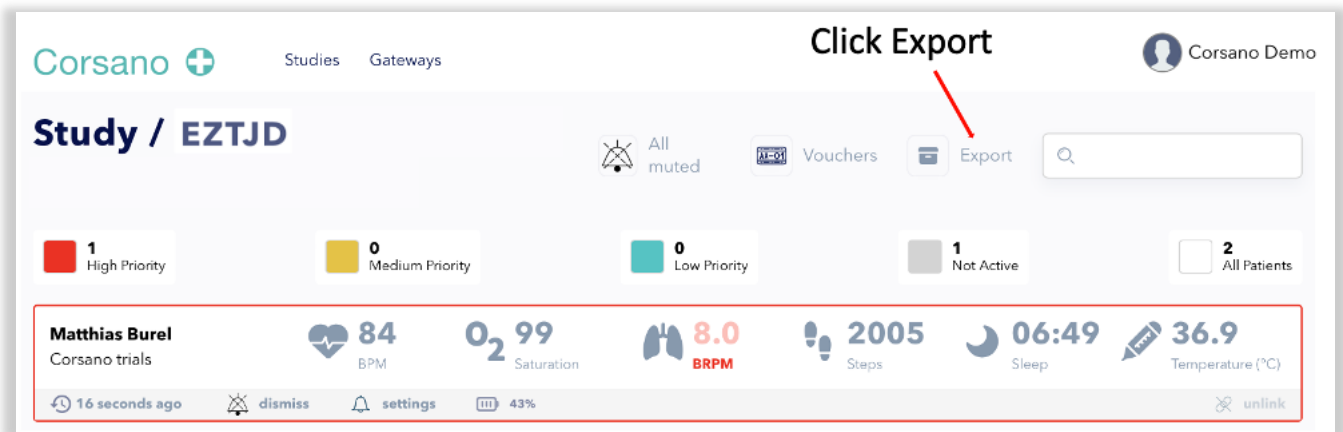 Click Export
Corsano
Studies Gateways
Corsano Demo
Study / EZTJD
All
muted
Vouchers
Export
1
High Priority
0
Medium Priority
0
Low Priority
1
Not Active
2
All Patients
Matthias Burel
Corsano trials
84
BPM
O2 99
Saturation
8.0
BRPM
2005
Steps
06:49
Sleep
36.9
Temperature (°C)
16 seconds ago dismiss settings 43% unlink